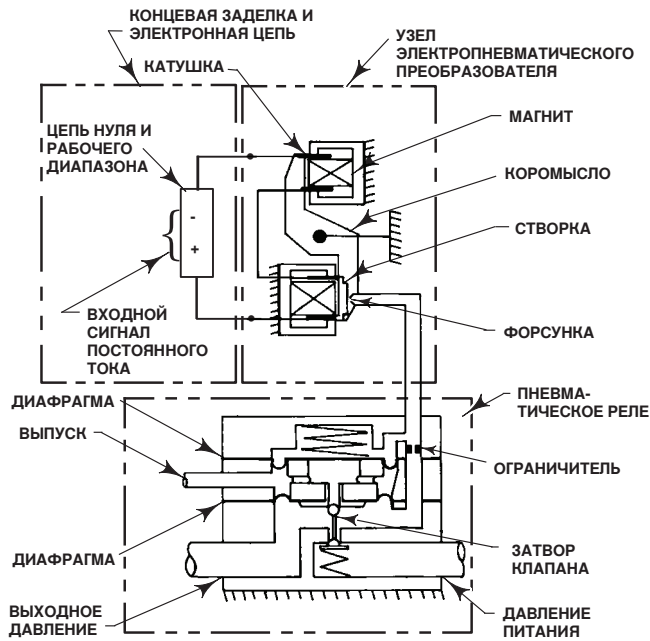 КОНЦЕВАЯ ЗАДЕЛКА И
ЭЛЕКТРОННАЯ ЦЕПЬ
УЗЕЛ
ЭЛЕКТРОПНЕВМАТИЧЕСКОГО
ПРЕОБРАЗОВАТЕЛЯ
КАТУШКА
МАГНИТ
ЦЕПЬ НУЛЯ И
РАБОЧЕГО
ДИАПАЗОНА
КОРОМЫСЛО
-
+
СТВОРКА
ВХОДНОЙ
СИГНАЛ
ПОСТОЯННОГО
ТОКА
ФОРСУНКА
ДИАФРАГМА
ПНЕВМА-
ТИЧЕСКОЕ РЕЛЕ
ВЫПУСК
ОГРАНИЧИТЕЛЬ
ДИАФРАГМА
ЗАТВОР
КЛАПАНА
ВЫХОДНОЕ
ДАВЛЕНИЕ
ДАВЛЕНИЕ
ПИТАНИЯ